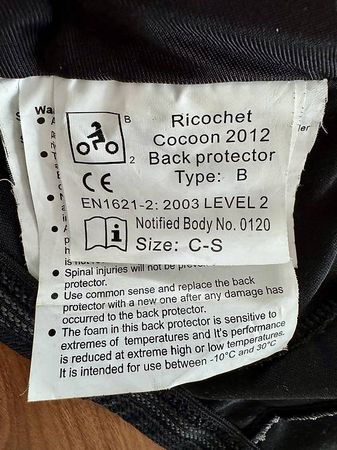 B
2
Ricochet
Cocoon 2012
Back protector
Type: B
CE
EN1621-2: 2003 LEVEL 2
Notified Body No. 0120
i
Size: C-S
• Spinal injuries will not be
• Use common sense and replace the back
protector with a new one after any damage has
occurred to the back protector.
• The foam in this back protector is sensitive to
extremes of temperatures and It's performance
is reduced at extreme high or low temperatures.
It is intended for use between -10°C and 30°C